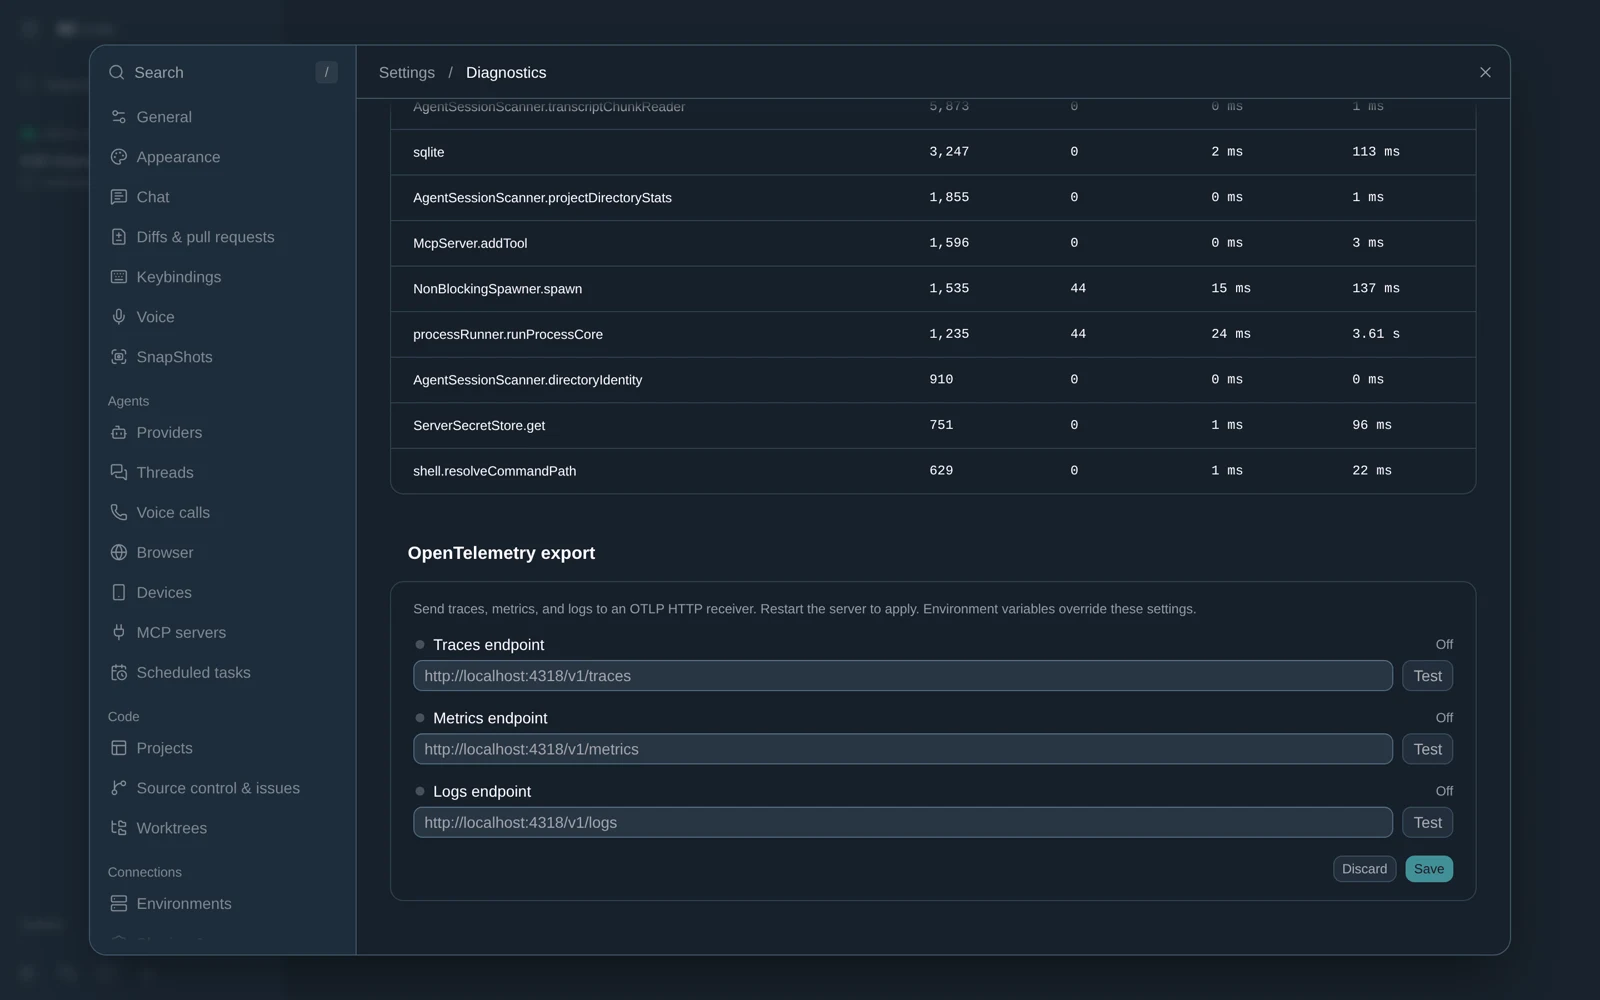 Search /
General
Appearance
Chat
Diffs & pull requests
Keybindings
Voice
SnapShots
Agents
Providers
Threads
Voice calls
Browser
Devices
MCP servers
Scheduled tasks
Code
Projects
Source control & issues
Worktrees
Connections
Environments
Settings / Diagnostics
AgentSessionScanner.transcriptChunkReader 5,873 0 0 ms 1 ms
sqlite 3,247 0 2 ms 113 ms
AgentSessionScanner.projectDirectoryStats 1,855 0 0 ms 1 ms
McpServer.addTool 1,596 0 0 ms 3 ms
NonBlockingSpawner.spawn 1,535 44 15 ms 137 ms
processRunner.runProcessCore 1,235 44 24 ms 3.61 s
AgentSessionScanner.directoryIdentity 910 0 0 ms 0 ms
ServerSecretStore.get 751 0 1 ms 96 ms
shell.resolveCommandPath 629 0 1 ms 22 ms
OpenTelemetry export
Send traces, metrics, and logs to an OTLP HTTP receiver. Restart the server to apply. Environment variables override these settings.
Traces endpoint Off
http://localhost:4318/v1/traces Test
Metrics endpoint Off
http://localhost:4318/v1/metrics Test
Logs endpoint Off
http://localhost:4318/v1/logs Test
Discard Save